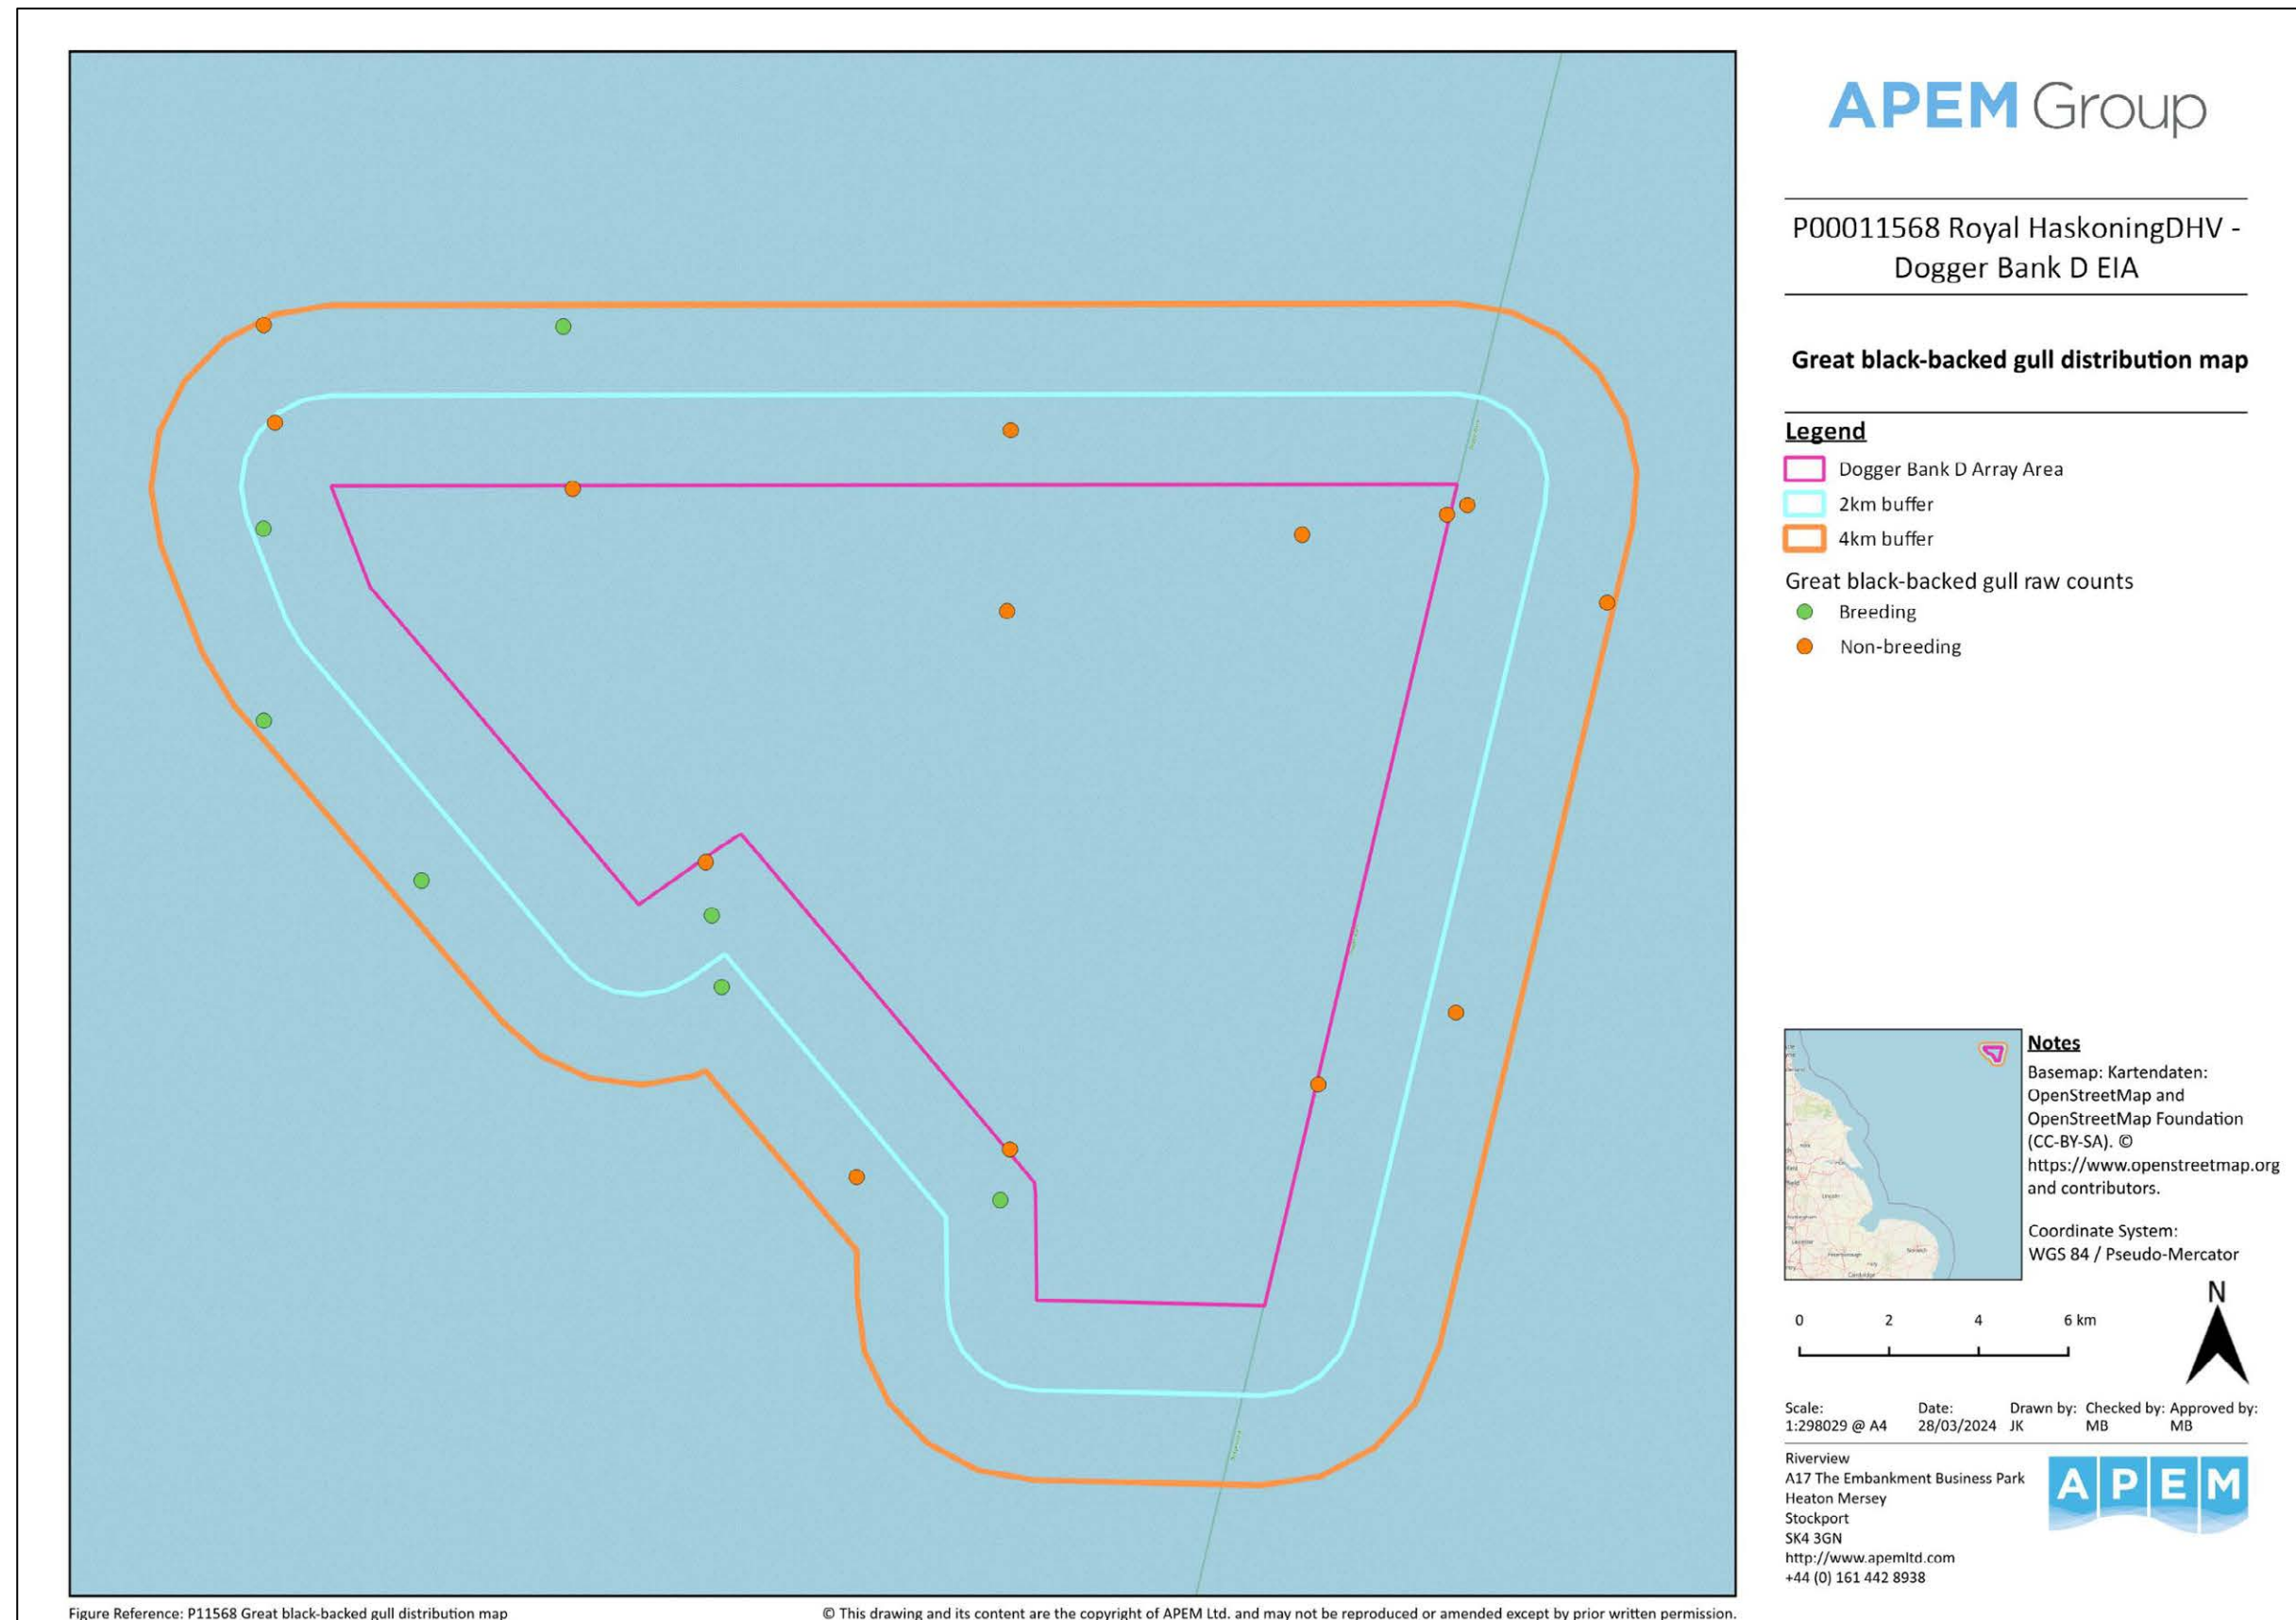 APEM Group
P00011568 Royal HaskoningDHV -
Dogger Bank D EIA
Great black-backed gull distribution map
Legend
Dogger Bank D Array Area
2km buffer
4km buffer
Great black-backed gull raw counts
Breeding
Non-breeding
Notes
Basemap: Kartendaten:
OpenStreetMap and
OpenStreetMap Foundation
(CC-BY-SA). ©
https://www.openstreetmap.org
and contributors.
Coordinate System:
WGS 84 / Pseudo-Mercator
N
0 2 4 6 km
Scale: Date: Drawn by: Checked by: Approved by:
1:298029 @ A4 28/03/2024 JK MB MB
Riverview
A17 The Embankment Business Park
Heaton Mersey
Stockport
SK4 3GN
http://www.apemltd.com
+44 (0) 161 442 8938
APEM
Figure Reference: P11568 Great black-backed gull distribution map
© This drawing and its content are the copyright of APEM Ltd. and may not be reproduced or amended except by prior written permission.